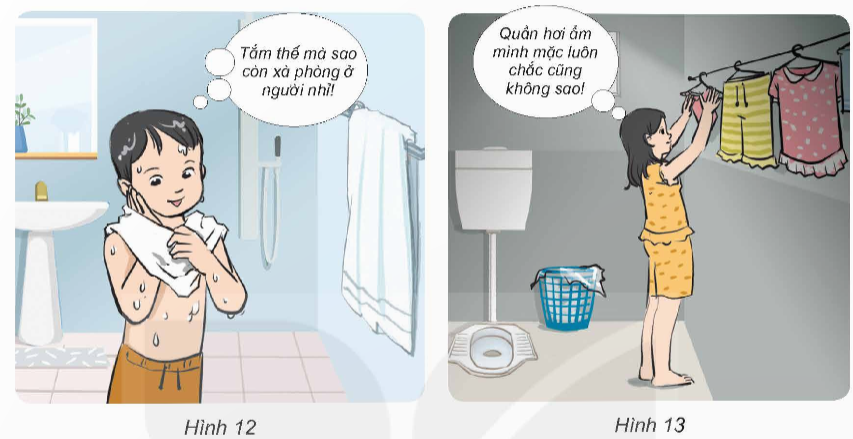 Tắm thế mà sao
còn xà phòng ở
người nhỉ!
Quần hơi ẩm
mình mặc luôn
chắc cũng
không sao!
Hình 12
Hình 13